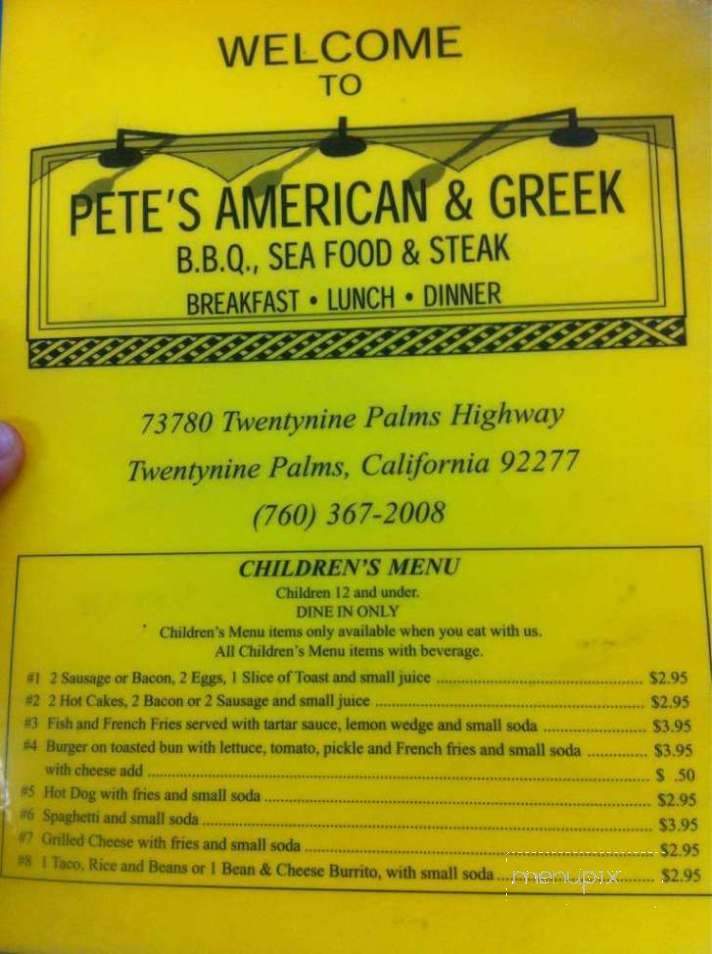 WELCOME
TO
PETE'S AMERICAN & GREEK
B.B.Q., SEA FOOD & STEAK
BREAKFAST • LUNCH • DINNER
73780 Twentynine Palms Highway
Twentynine Palms, California 92277
(760) 367-2008
CHILDREN'S MENU
Children 12 and under.
DINE IN ONLY
Children's Menu items only available when you eat with us.
All Children's Menu items with beverage.
#1 2 Sausage or Bacon, 2 Eggs, 1 Slice of Toast and small juice ........ $2.95
#2 2 Hot Cakes, 2 Bacon or 2 Sausage and small juice ........ $2.95
#3 Fish and French Fries served with tartar sauce, lemon wedge and small soda ........ $3.95
#4 Burger on toasted bun with lettuce, tomato, pickle and French fries and small soda ........ $3.95
with cheese add ........ $ .50
#5 Hot Dog with fries and small soda ........ $2.95
#6 Spaghetti and small soda ........ $3.95
#7 Grilled Cheese with fries and small soda ........ $2.95
#8 1 Taco, Rice and Beans or 1 Bean & Cheese Burrito, with small soda ........ $2.95
menupix